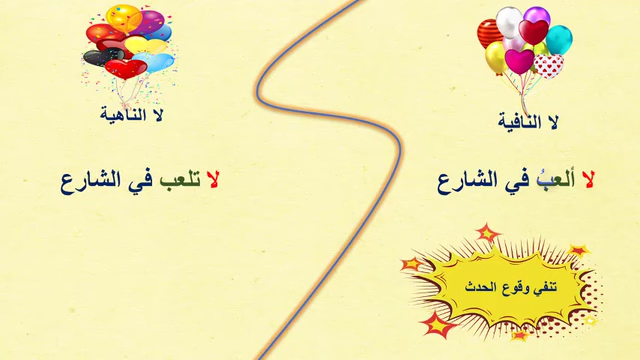 لا النافية
لا ألعبُ في الشارع
تنفي وقوع الحدث
لا الناهية
لا تلعب في الشارع